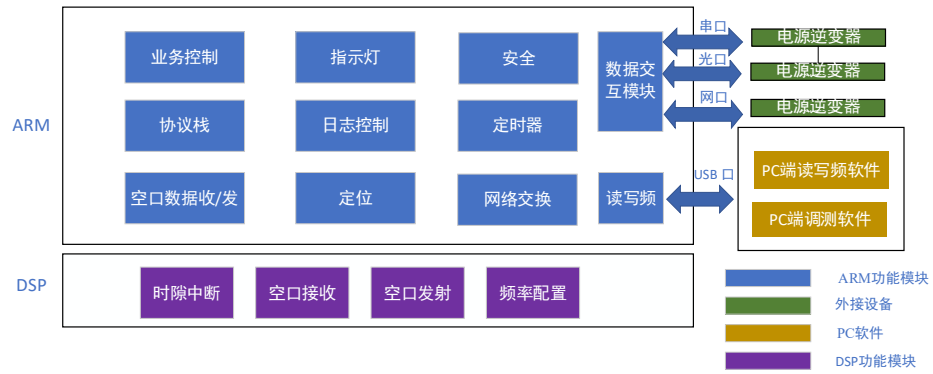 串口
电源逆变器
业务控制
指示灯
安全
数据交
互模块
光口
电源逆变器
网口
电源逆变器
ARM
协议栈
日志控制
定时器
USB 口
PC端读写频软件
空口数据收/发
定位
网络交换
读写频
PC端调测软件
DSP
时隙中断
空口接收
空口发射
频率配置
ARM功能模块
外接设备
PC软件
DSP功能模块